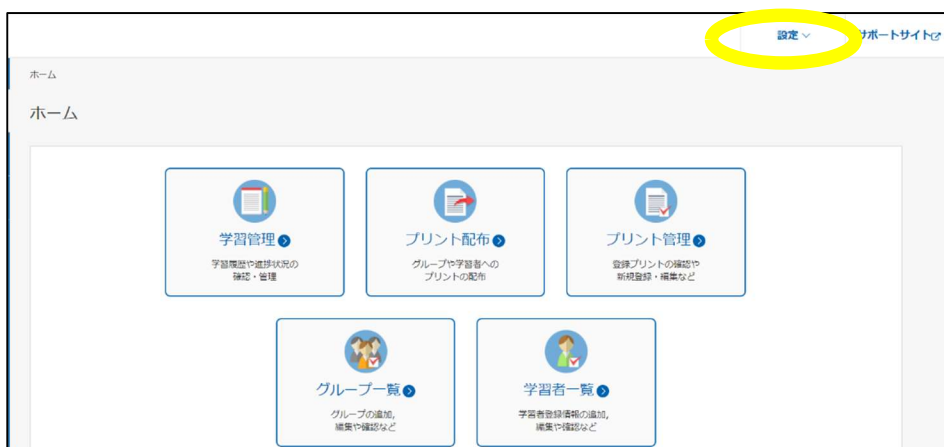 設定
サポートサイト
ホーム
ホーム
学習管理
プリント配布
プリント管理
学習履歴や進捗状況の
確認・管理
グループや学習者への
プリントの配布
登録プリントの確認や
新規登録・編集など
グループ一覧
学習者一覧
グループの追加,
編集や確認など
学習者登録情報の追加,
編集や確認など